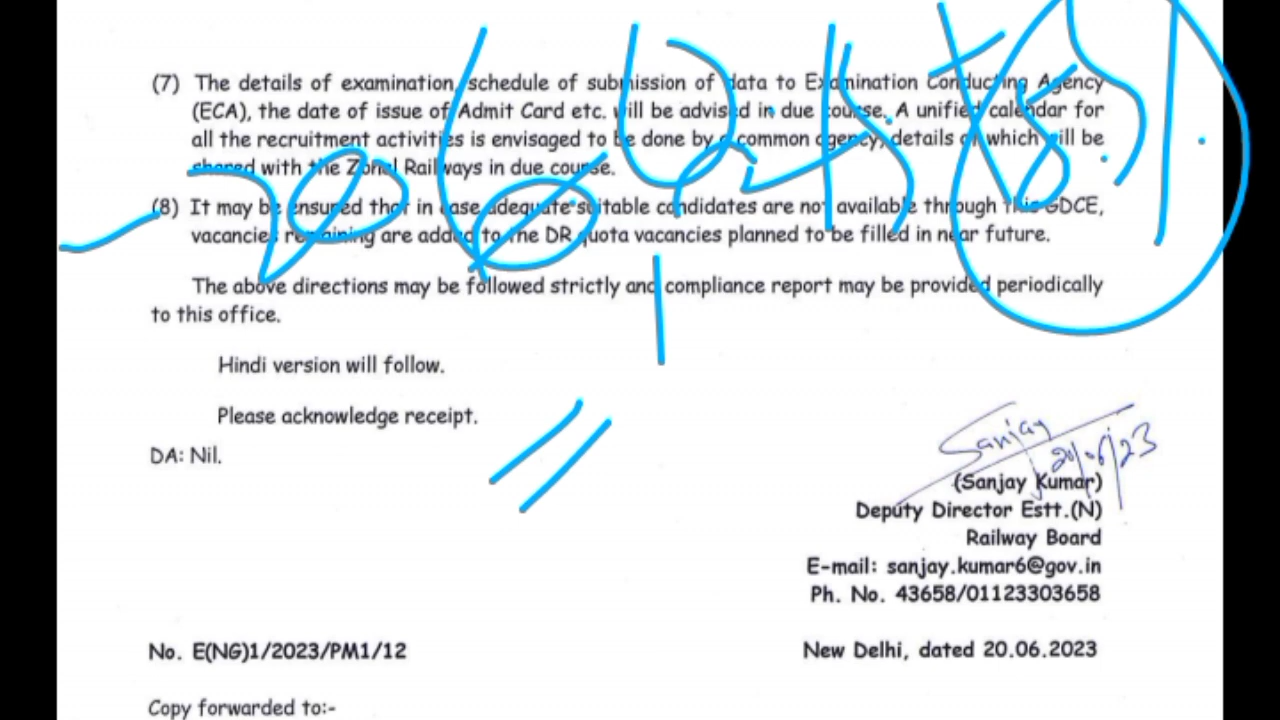 (7) The details of examination, schedule of submission of data to Examination Conducting Agency
(ECA), the date of issue of Admit Card etc. will be advised in due course. A unified calendar for
all the recruitment activities is envisaged to be done by a common agency, details of which will be
shared with the Zonal Railways in due course.
(8) It may be ensured that in case adequate suitable candidates are not available through this GDCE,
vacancies remaining are added to the DR quota vacancies planned to be filled in near future.
The above directions may be followed strictly and compliance report may be provided periodically
to this office.
Hindi version will follow.
Please acknowledge receipt.
DA: Nil.
Sanjay
20/06/23
(Sanjay Kumar)
Deputy Director Estt.(N)
Railway Board
E-mail: sanjay.kumar6@gov.in
Ph. No. 43658/01123303658
No. E(NG)1/2023/PM1/12
New Delhi, dated 20.06.2023
Copy forwarded to:-